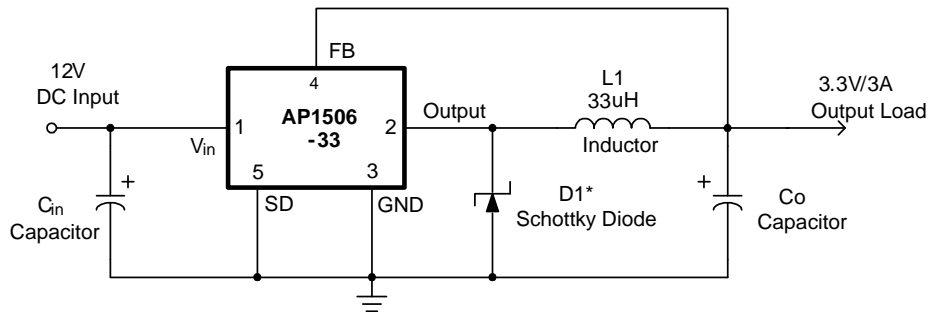 FB
12V
DC Input
4
AP1506
-33
1
2
Vin
5
3
SD
GND
Output
L1
33uH
Inductor
3.3V/3A
Output Load
+
Cin
Capacitor
D1*
Schottky Diode
+
Co
Capacitor